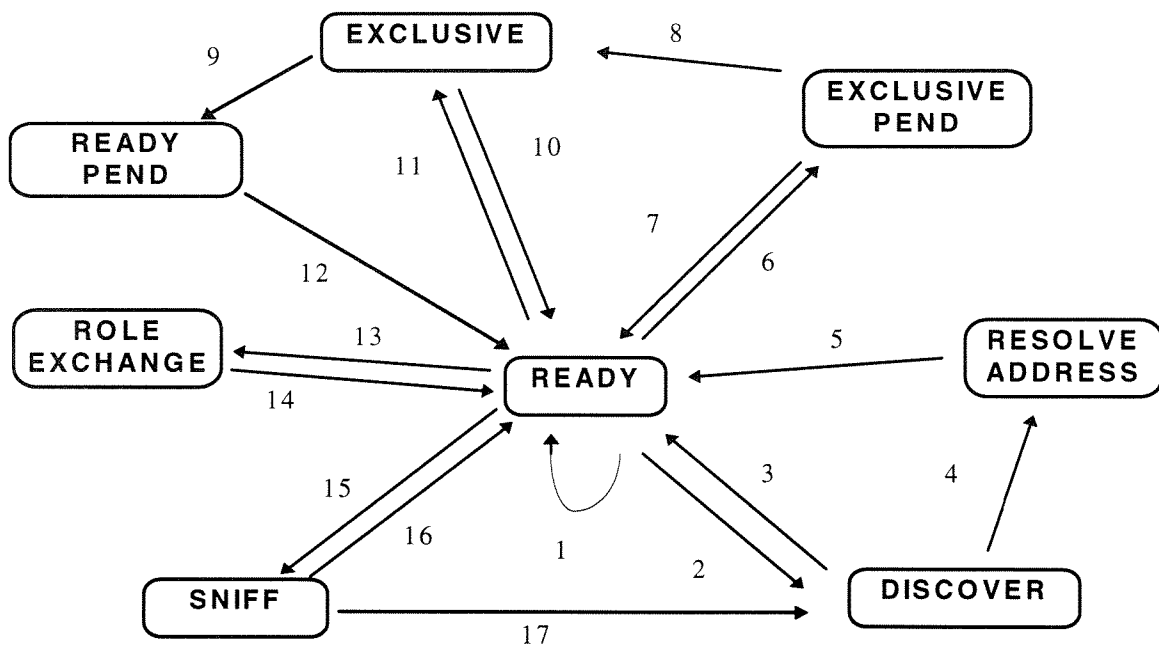 EXCLUSIVE
8
9
EXCLUSIVE
PEND
READY
PEND
10
11
7
6
12
ROLE
EXCHANGE
13
5
RESOLVE
ADDRESS
READY
14
3
4
15
16
1
2
SNIFF
DISCOVER
17